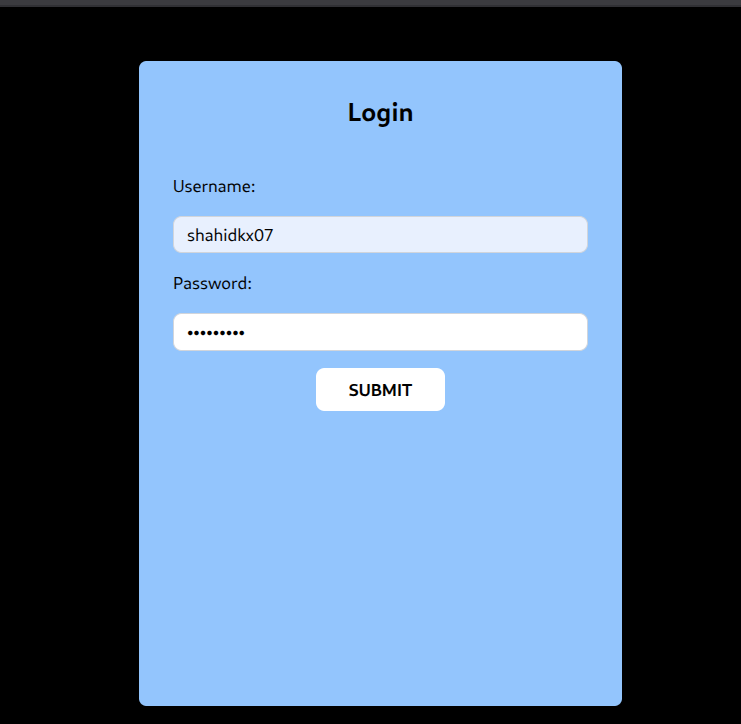 Login
Username:
shahidkx07
Password:
•••••••••
SUBMIT